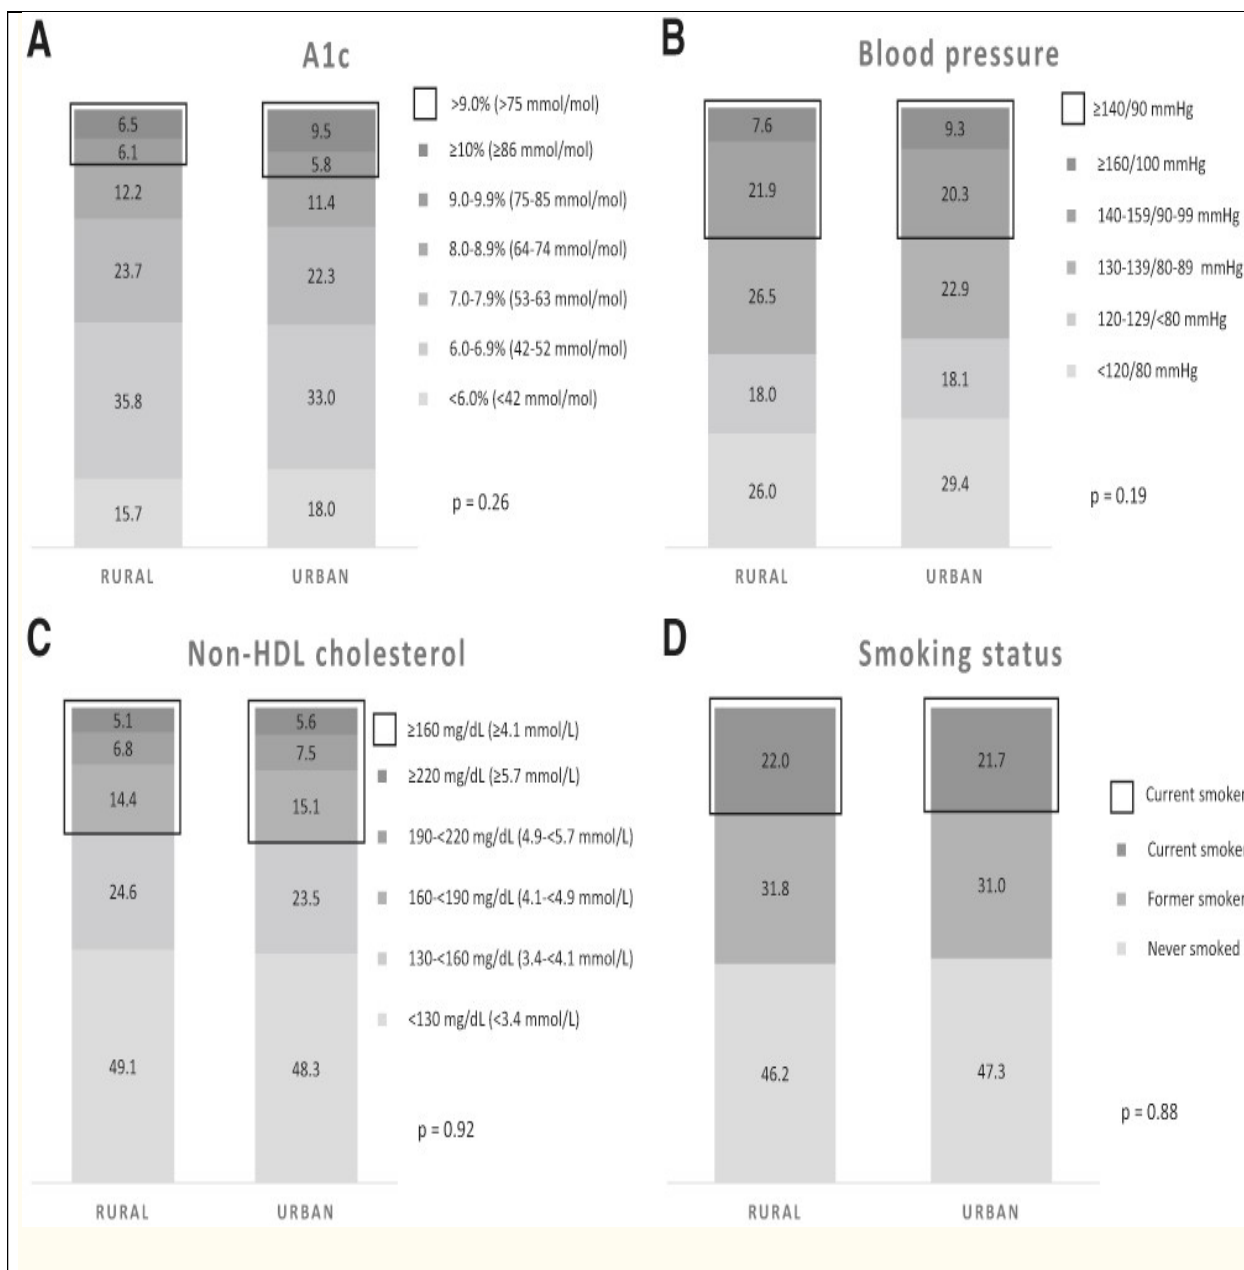 A
A1c
6.5
6.1
12.2
23.7
35.8
15.7
RURAL
9.5
5.8
11.4
22.3
33.0
18.0
URBAN
>9.0% (>75 mmol/mol)
≥10% (≥86 mmol/mol)
9.0-9.9% (75-85 mmol/mol)
8.0-8.9% (64-74 mmol/mol)
7.0-7.9% (53-63 mmol/mol)
6.0-6.9% (42-52 mmol/mol)
<6.0% (<42 mmol/mol)
p = 0.26
B
Blood pressure
7.6
21.9
26.5
18.0
26.0
RURAL
9.3
20.3
22.9
18.1
29.4
URBAN
≥140/90 mmHg
≥160/100 mmHg
140-159/90-99 mmHg
130-139/80-89 mmHg
120-129/<80 mmHg
<120/80 mmHg
p = 0.19
C
Non-HDL cholesterol
5.1
6.8
14.4
24.6
49.1
RURAL
5.6
7.5
15.1
23.5
48.3
URBAN
≥160 mg/dL (≥4.1 mmol/L)
≥220 mg/dL (≥5.7 mmol/L)
190-<220 mg/dL (4.9-<5.7 mmol/L)
160-<190 mg/dL (4.1-<4.9 mmol/L)
130-<160 mg/dL (3.4-<4.1 mmol/L)
<130 mg/dL (<3.4 mmol/L)
p = 0.92
D
Smoking status
22.0
31.8
46.2
RURAL
21.7
31.0
47.3
URBAN
Current smoker
Current smoker
Former smoker
Never smoked
p = 0.88